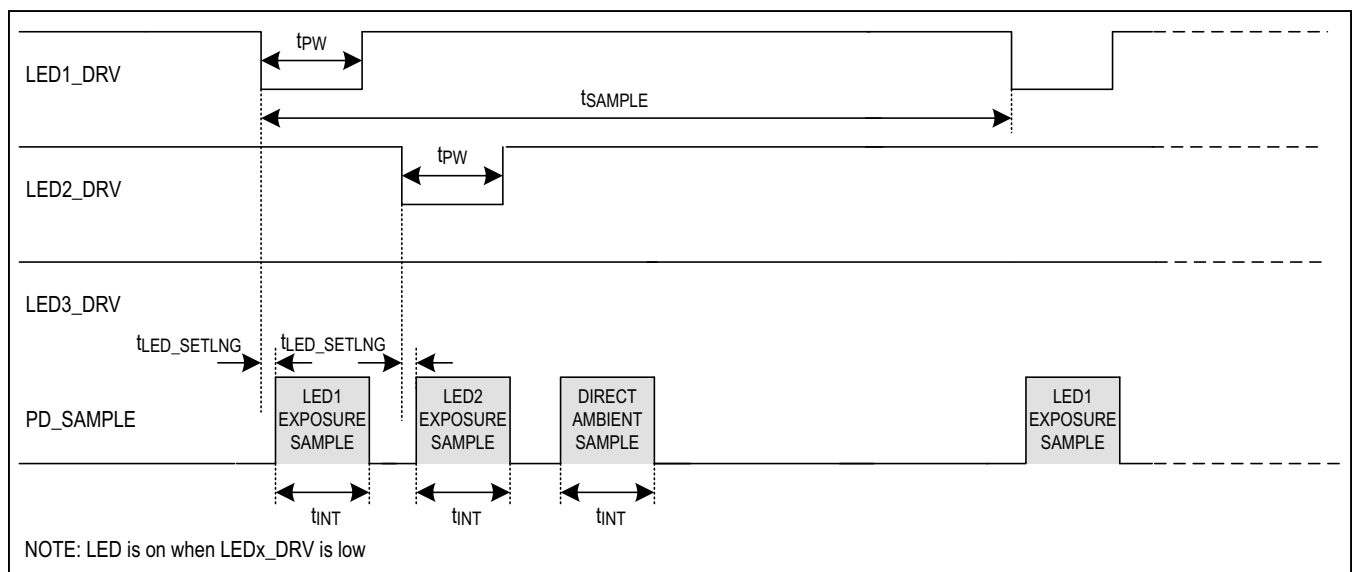 tPW
LED1_DRV
tSAMPLE
tPW
LED2_DRV
LED3_DRV
tLED_SETLNG
tLED_SETLNG
PD_SAMPLE
LED1
EXPOSURE
SAMPLE
LED2
EXPOSURE
SAMPLE
DIRECT
AMBIENT
SAMPLE
LED1
EXPOSURE
SAMPLE
tINT
tINT
tINT
NOTE: LED is on when LEDx_DRV is low